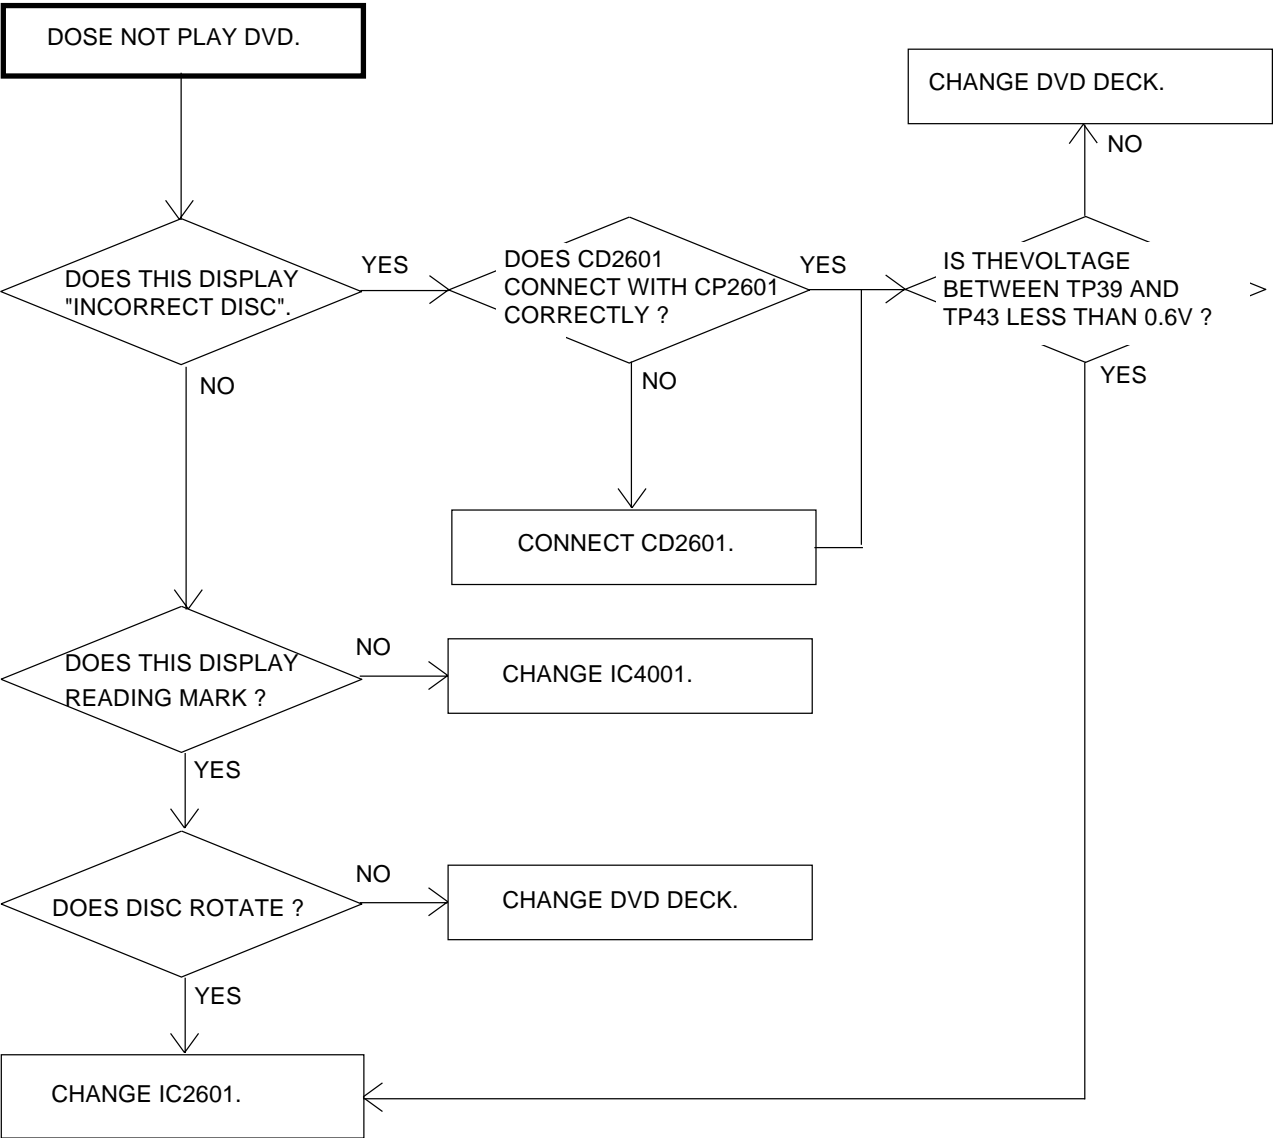 DOSE NOT PLAY DVD.
CHANGE DVD DECK.
NO
DOES THIS DISPLAY
"INCORRECT DISC".
YES
DOES CD2601
CONNECT WITH CP2601
CORRECTLY ?
YES
IS THEVOLTAGE
BETWEEN TP39 AND
TP43 LESS THAN 0.6V ?
NO
NO
YES
CONNECT CD2601.
DOES THIS DISPLAY
READING MARK ?
NO
CHANGE IC4001.
YES
DOES DISC ROTATE ?
NO
CHANGE DVD DECK.
YES
CHANGE IC2601.